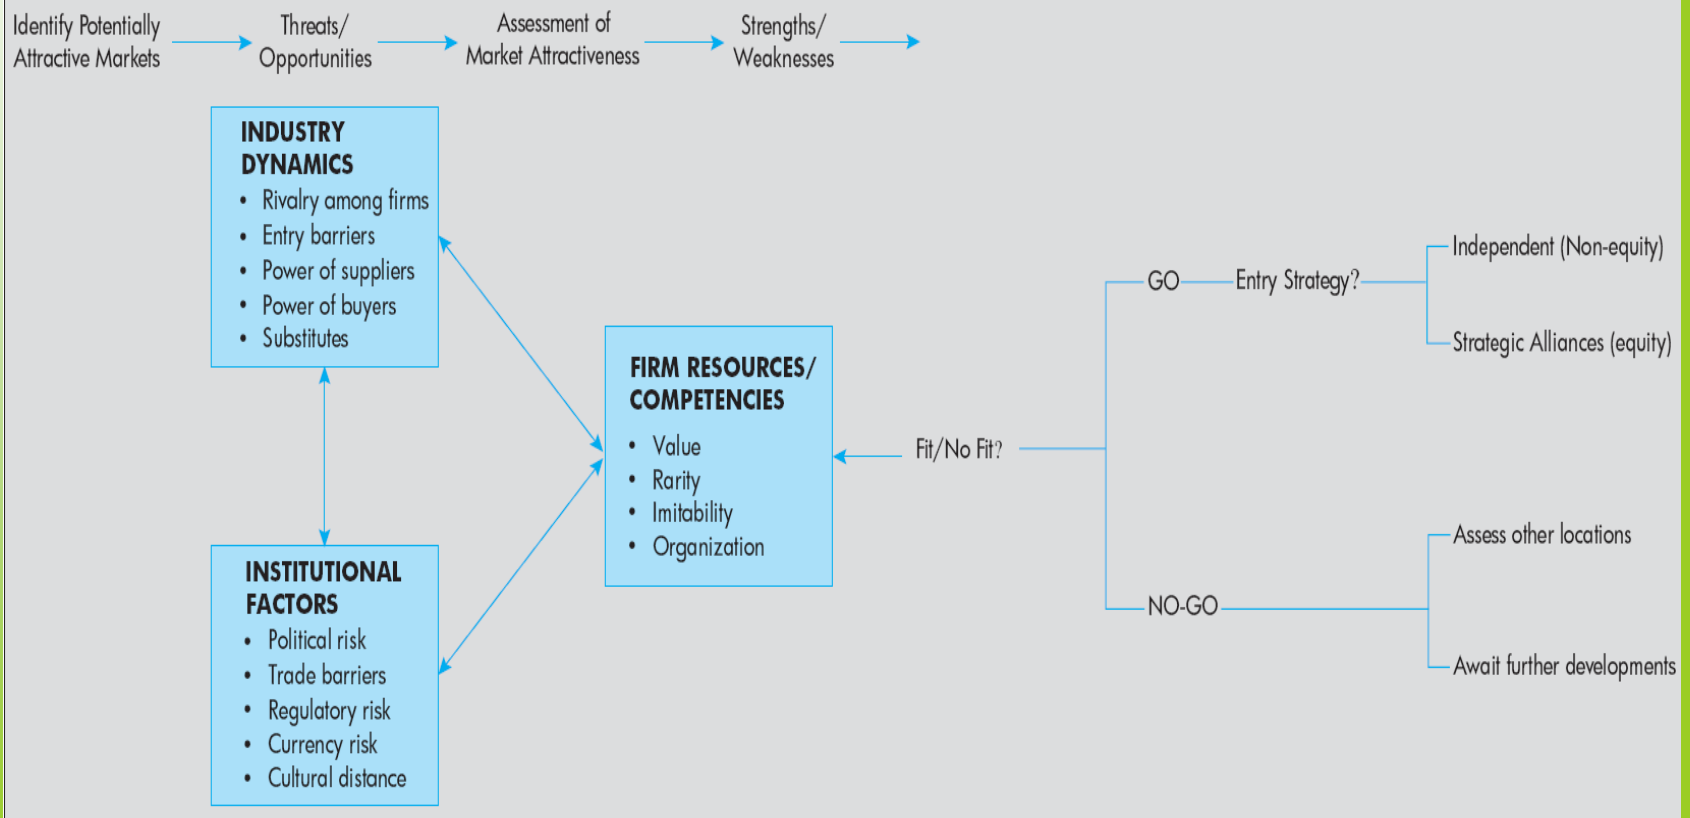 Identify Potentially
Attractive Markets
Threats/
Opportunities
Assessment of
Market Attractiveness
Strengths/
Weaknesses
INDUSTRY
DYNAMICS
• Rivalry among firms
• Entry barriers
• Power of suppliers
• Power of buyers
• Substitutes
INSTITUTIONAL
FACTORS
• Political risk
• Trade barriers
• Regulatory risk
• Currency risk
• Cultural distance
FIRM RESOURCES/
COMPETENCIES
• Value
• Rarity
• Imitability
• Organization
Fit/No Fit?
GO
Entry Strategy?
Independent (Non-equity)
Strategic Alliances (equity)
NO-GO
Assess other locations
Await further developments